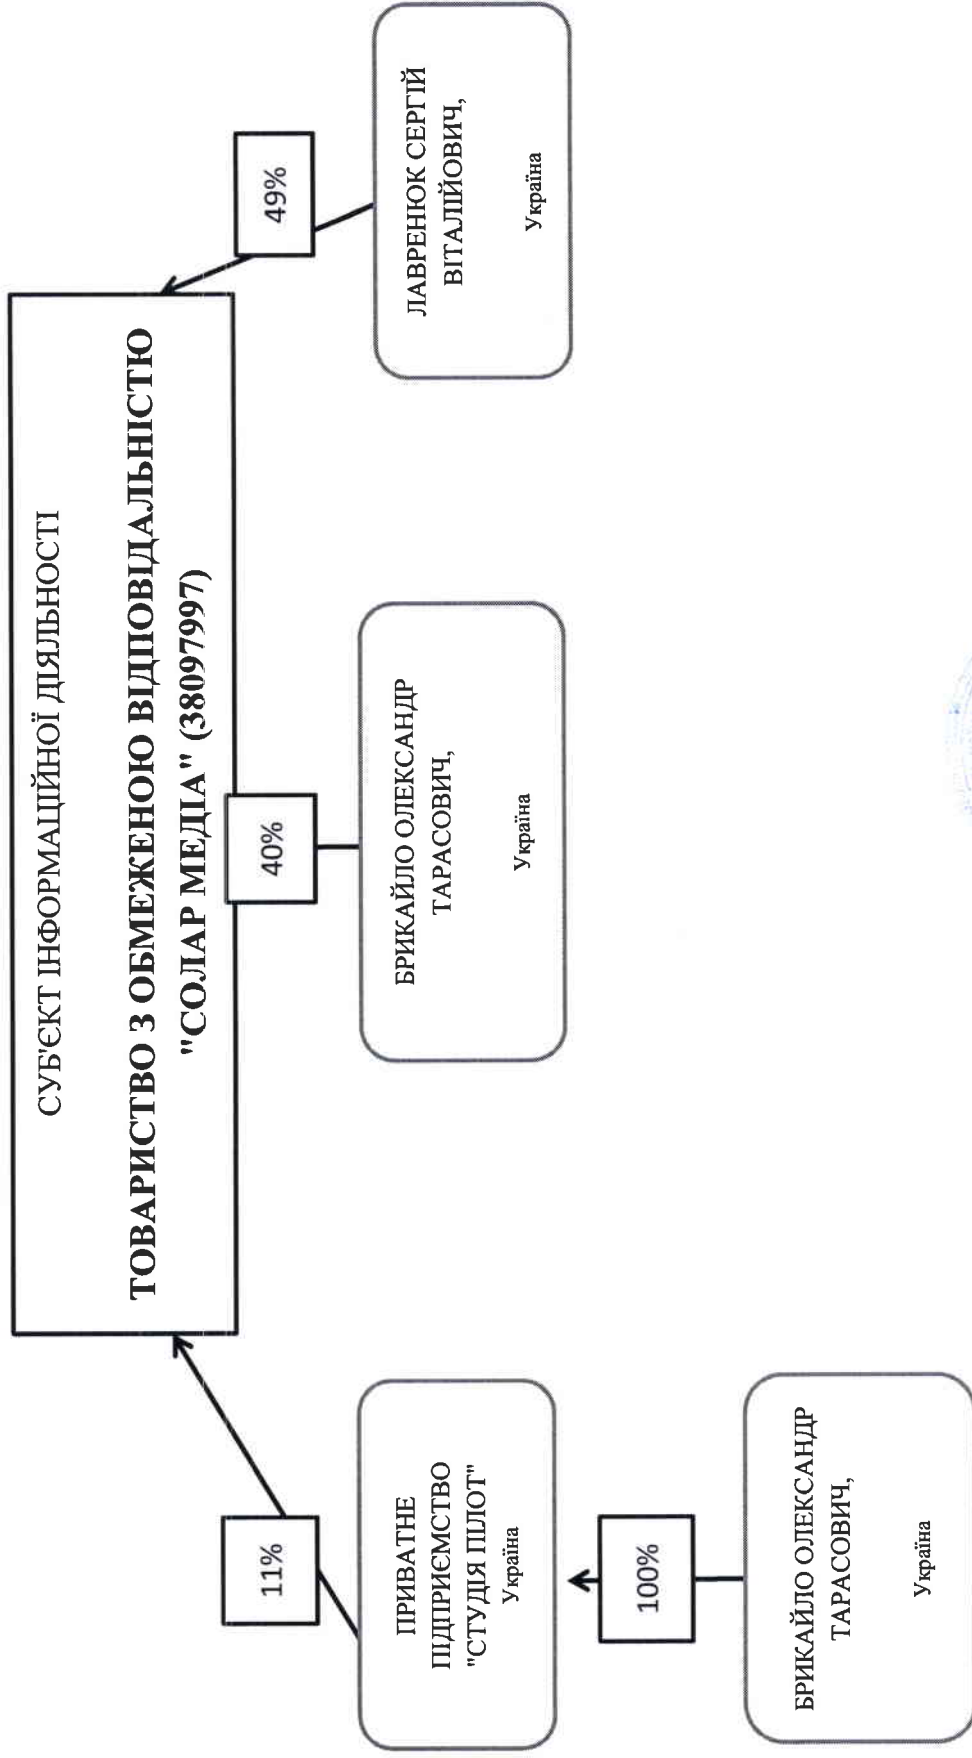 СУБ'ЄКТ ІНФОРМАЦІЙНОЇ ДІЯЛЬНОСТІ
ТОВАРИСТВО З ОБМЕЖЕНОЮ ВІДПОВІДАЛЬНІСТЮ
"СОЛАР МЕДІА" (38097997)
11%
40%
49%
ПРИВАТНЕ
ПІДПРИЄМСТВО
"СТУДІЯ ПІЛОТ"
Україна
БРИКАЙЛО ОЛЕКСАНДР
ТАРАСОВИЧ,
Україна
ЛАВРЕНЮК СЕРГІЙ
ВІТАЛІЙОВИЧ,
Україна
100%
БРИКАЙЛО ОЛЕКСАНДР
ТАРАСОВИЧ,
Україна